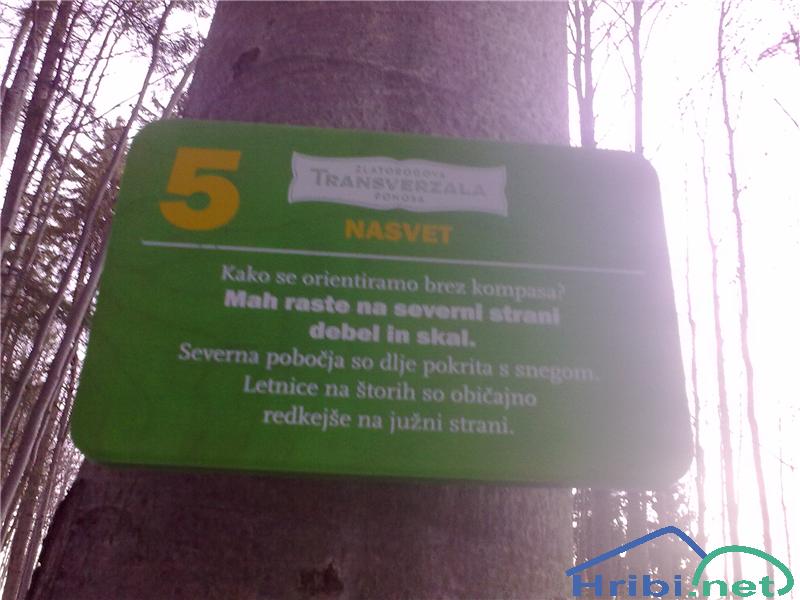 5
ZLATOROGOVA
TRANSVERZALA
PONOSA
NASVET
Kako se orientiramo brez kompasa?
Mah raste na severni strani
debel in skal.
Severna pobočja so dlje pokrita s snegom.
Letnice na štorih so običajno
redkejše na južni strani.
Hribi.net